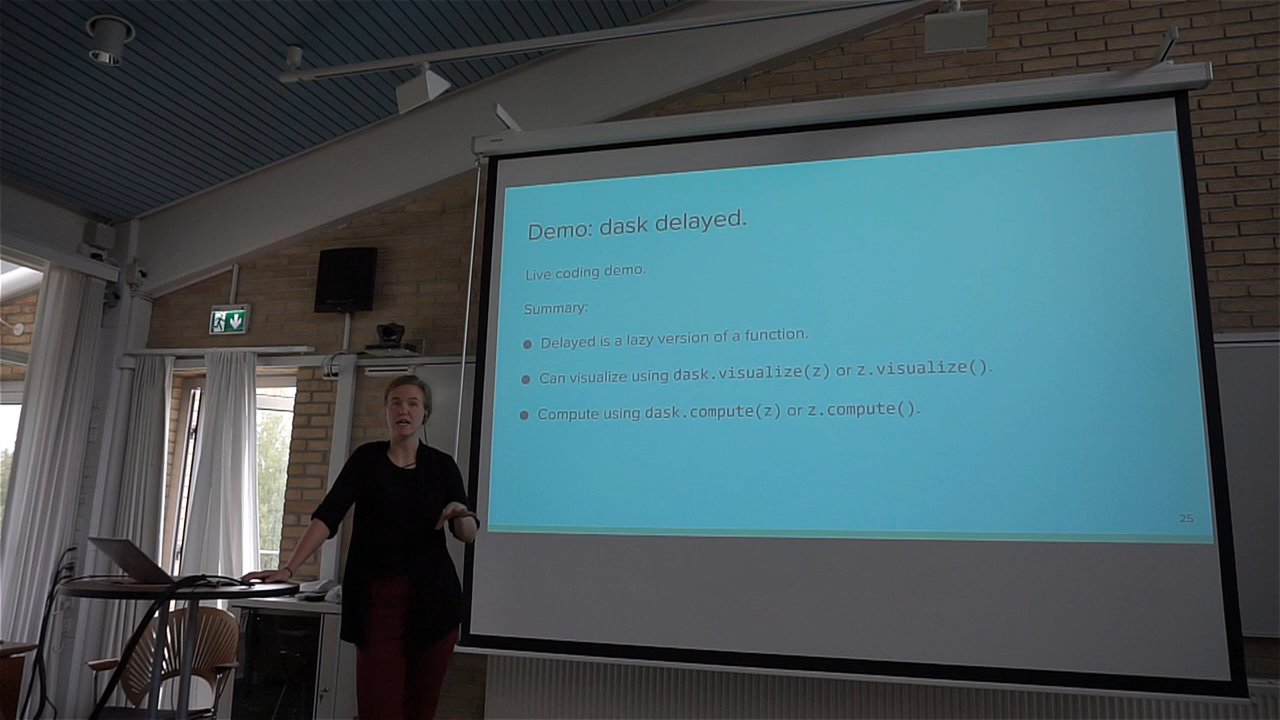 Demo: dask delayed.
Live coding demo.
Summary:
Delayed is a lazy version of a function.
Can visualize using dask.visualize(z) or z.visualize().
Compute using dask.compute(z) or z.compute().
25